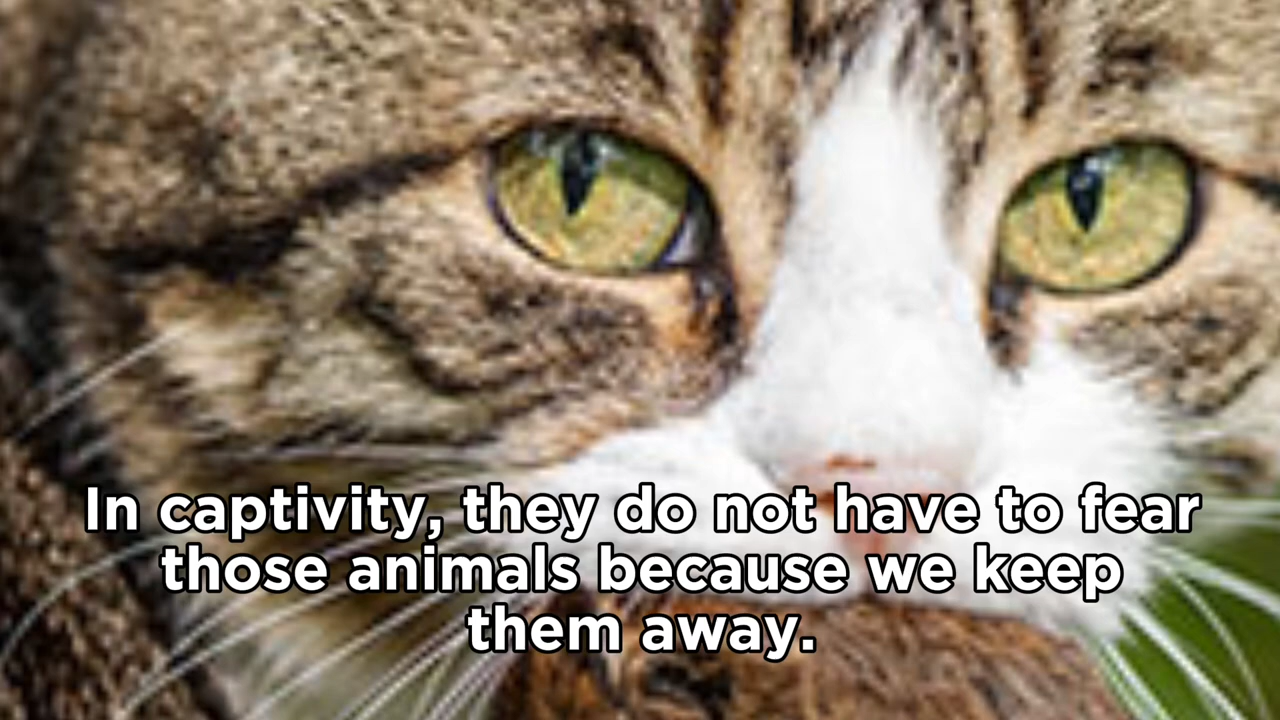 In captivity, they do not have to fear
those animals because we keep
them away.